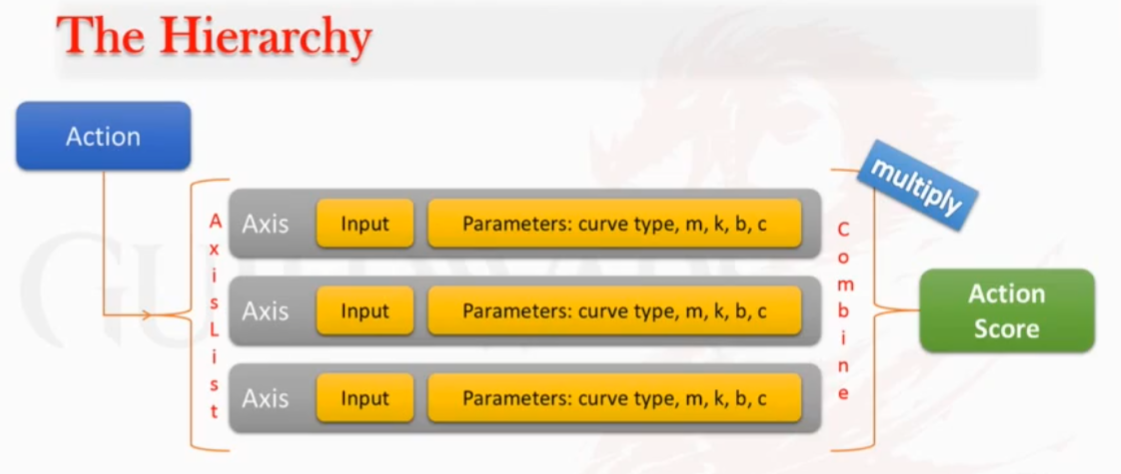 The Hierarchy
Action
AxisList
Axis Input Parameters: curve type, m, k, b, c
Axis Input Parameters: curve type, m, k, b, c
Axis Input Parameters: curve type, m, k, b, c
Combine
multiply
Action
Score